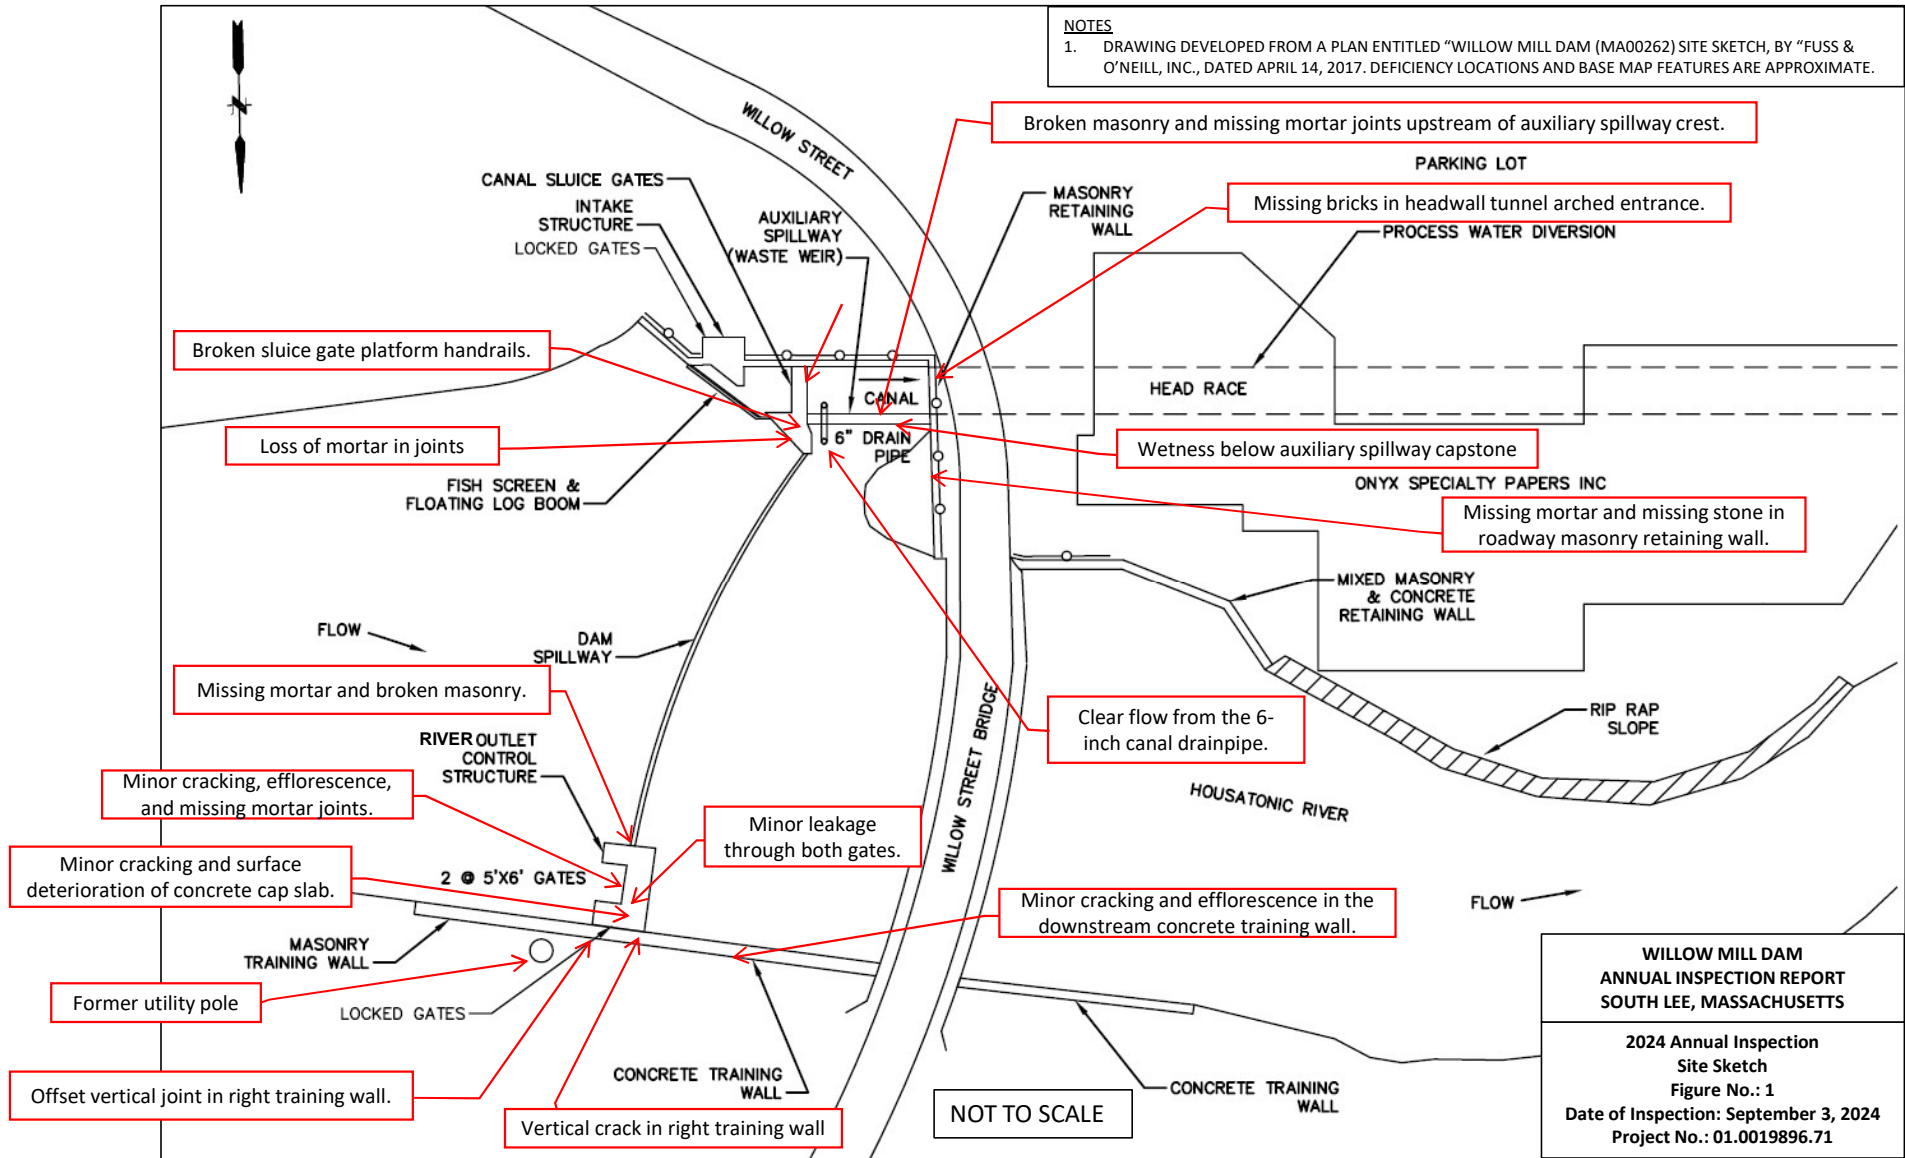 NOTES
1. DRAWING DEVELOPED FROM A PLAN ENTITLED “WILLOW MILL DAM (MA00262) SITE SKETCH, BY “FUSS &
O’NEILL, INC., DATED APRIL 14, 2017. DEFICIENCY LOCATIONS AND BASE MAP FEATURES ARE APPROXIMATE.
N
WILLOW STREET
Broken masonry and missing mortar joints upstream of auxiliary spillway crest.
PARKING LOT
CANAL SLUICE GATES
INTAKE
STRUCTURE
LOCKED GATES
AUXILIARY
SPILLWAY
(WASTE WEIR)
MASONRY
RETAINING
WALL
Missing bricks in headwall tunnel arched entrance.
PROCESS WATER DIVERSION
Broken sluice gate platform handrails.
HEAD RACE
CANAL
Loss of mortar in joints
6" DRAIN
PIPE
Wetness below auxiliary spillway capstone
FISH SCREEN &
FLOATING LOG BOOM
ONYX SPECIALTY PAPERS INC
Missing mortar and missing stone in
roadway masonry retaining wall.
MIXED MASONRY
& CONCRETE
RETAINING WALL
FLOW
DAM
SPILLWAY
Missing mortar and broken masonry.
Clear flow from the 6-
inch canal drainpipe.
RIP RAP
SLOPE
RIVER OUTLET
CONTROL
STRUCTURE
WILLOW STREET BRIDGE
HOUSATONIC RIVER
Minor cracking, efflorescence,
and missing mortar joints.
Minor leakage
through both gates.
Minor cracking and surface
deterioration of concrete cap slab.
2 @ 5'X6' GATES
Minor cracking and efflorescence in the
downstream concrete training wall.
FLOW
MASONRY
TRAINING WALL
Former utility pole
LOCKED GATES
WILLOW MILL DAM
ANNUAL INSPECTION REPORT
SOUTH LEE, MASSACHUSETTS
2024 Annual Inspection
Site Sketch
Figure No.: 1
Date of Inspection: September 3, 2024
Project No.: 01.0019896.71
Offset vertical joint in right training wall.
CONCRETE TRAINING
WALL
Vertical crack in right training wall
NOT TO SCALE
CONCRETE TRAINING
WALL